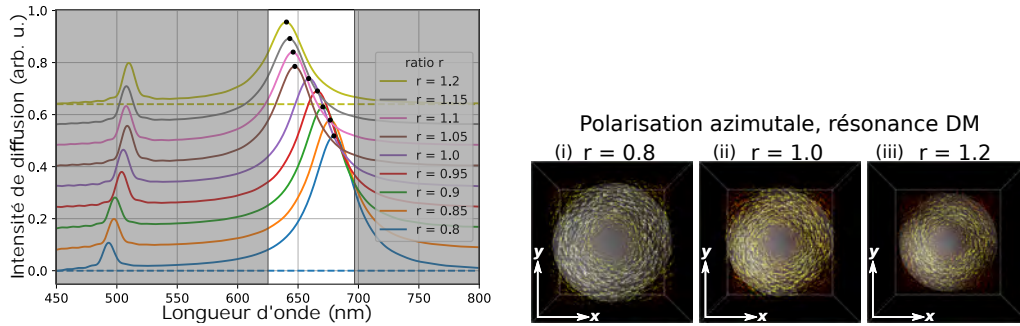 Intensité de diffusion (arb. u.)
1.0
0.8
0.6
0.4
0.2
0.0
450 500 550 600 650 700 750 800
Longueur d'onde (nm)
ratio r
r = 1.2
r = 1.15
r = 1.1
r = 1.05
r = 1.0
r = 0.95
r = 0.9
r = 0.85
r = 0.8
Polarisation azimutale, résonance DM
(i) r = 0.8 (ii) r = 1.0 (iii) r = 1.2
y y y
x x x